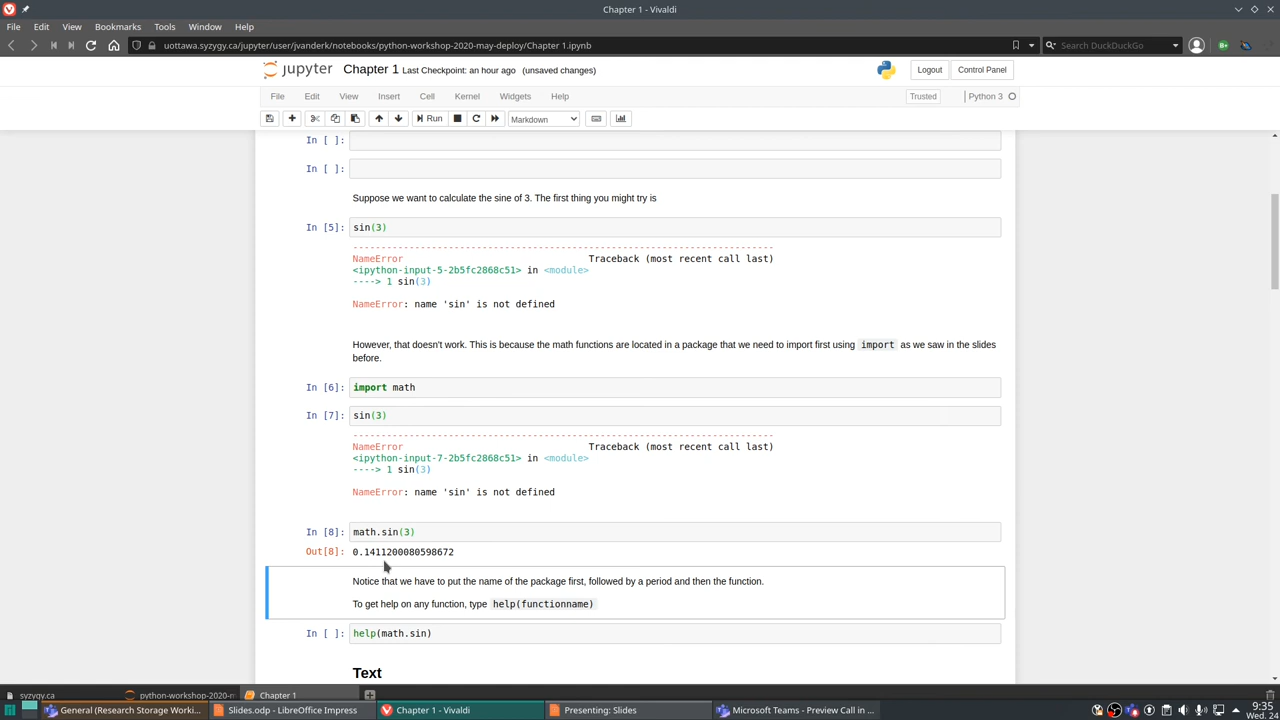 Chapter 1 - Vivaldi
File Edit View Bookmarks Tools Window Help
uottawa.syzygy.ca/jupyter/user/jvanderk/notebooks/python-workshop-2020-may-deploy/Chapter 1.ipynb
Search DuckDuckGo
jupyter Chapter 1 Last Checkpoint: an hour ago (unsaved changes)
Logout Control Panel
File Edit View Insert Cell Kernel Widgets Help
Trusted Python 3
Run Markdown
In [ ]:
In [ ]:
Suppose we want to calculate the sine of 3. The first thing you might try is
In [5]: sin(3)
---------------------------------------------------------------------------
NameError Traceback (most recent call last)
<ipython-input-5-2b5fc2868c51> in <module>
----> 1 sin(3)
NameError: name 'sin' is not defined
However, that doesn't work. This is because the math functions are located in a package that we need to import first using import as we saw in the slides
before.
In [6]: import math
In [7]: sin(3)
---------------------------------------------------------------------------
NameError Traceback (most recent call last)
<ipython-input-7-2b5fc2868c51> in <module>
----> 1 sin(3)
NameError: name 'sin' is not defined
In [8]: math.sin(3)
Out[8]: 0.1411200080598672
Notice that we have to put the name of the package first, followed by a period and then the function.
To get help on any function, type help(functionname)
In [ ]: help(math.sin)
Text
syzygy.ca python-workshop-2020-m Chapter 1
General (Research Storage Worki... Slides.odp - LibreOffice Impress Chapter 1 - Vivaldi Presenting: Slides Microsoft Teams - Preview Call in ...
9:35
Wed. 24